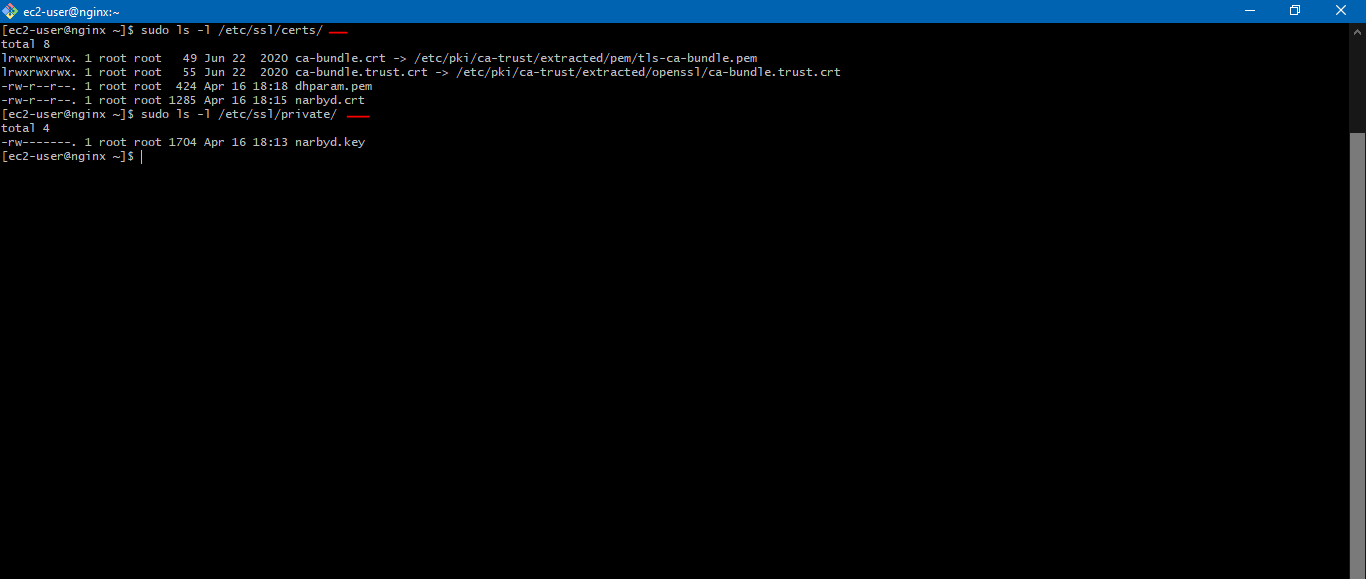 ec2-user@nginx:~
[ec2-user@nginx ~]$ sudo ls -l /etc/ssl/certs/
total 8
lrwxrwxrwx. 1 root root   49 Jun 22  2020 ca-bundle.crt -> /etc/pki/ca-trust/extracted/pem/tls-ca-bundle.pem
lrwxrwxrwx. 1 root root   55 Jun 22  2020 ca-bundle.trust.crt -> /etc/pki/ca-trust/extracted/openssl/ca-bundle.trust.crt
-rw-r--r--. 1 root root  424 Apr 16 18:18 dhparam.pem
-rw-r--r--. 1 root root 1285 Apr 16 18:15 narbyd.crt
[ec2-user@nginx ~]$ sudo ls -l /etc/ssl/private/
total 4
-rw-------. 1 root root 1704 Apr 16 18:13 narbyd.key
[ec2-user@nginx ~]$